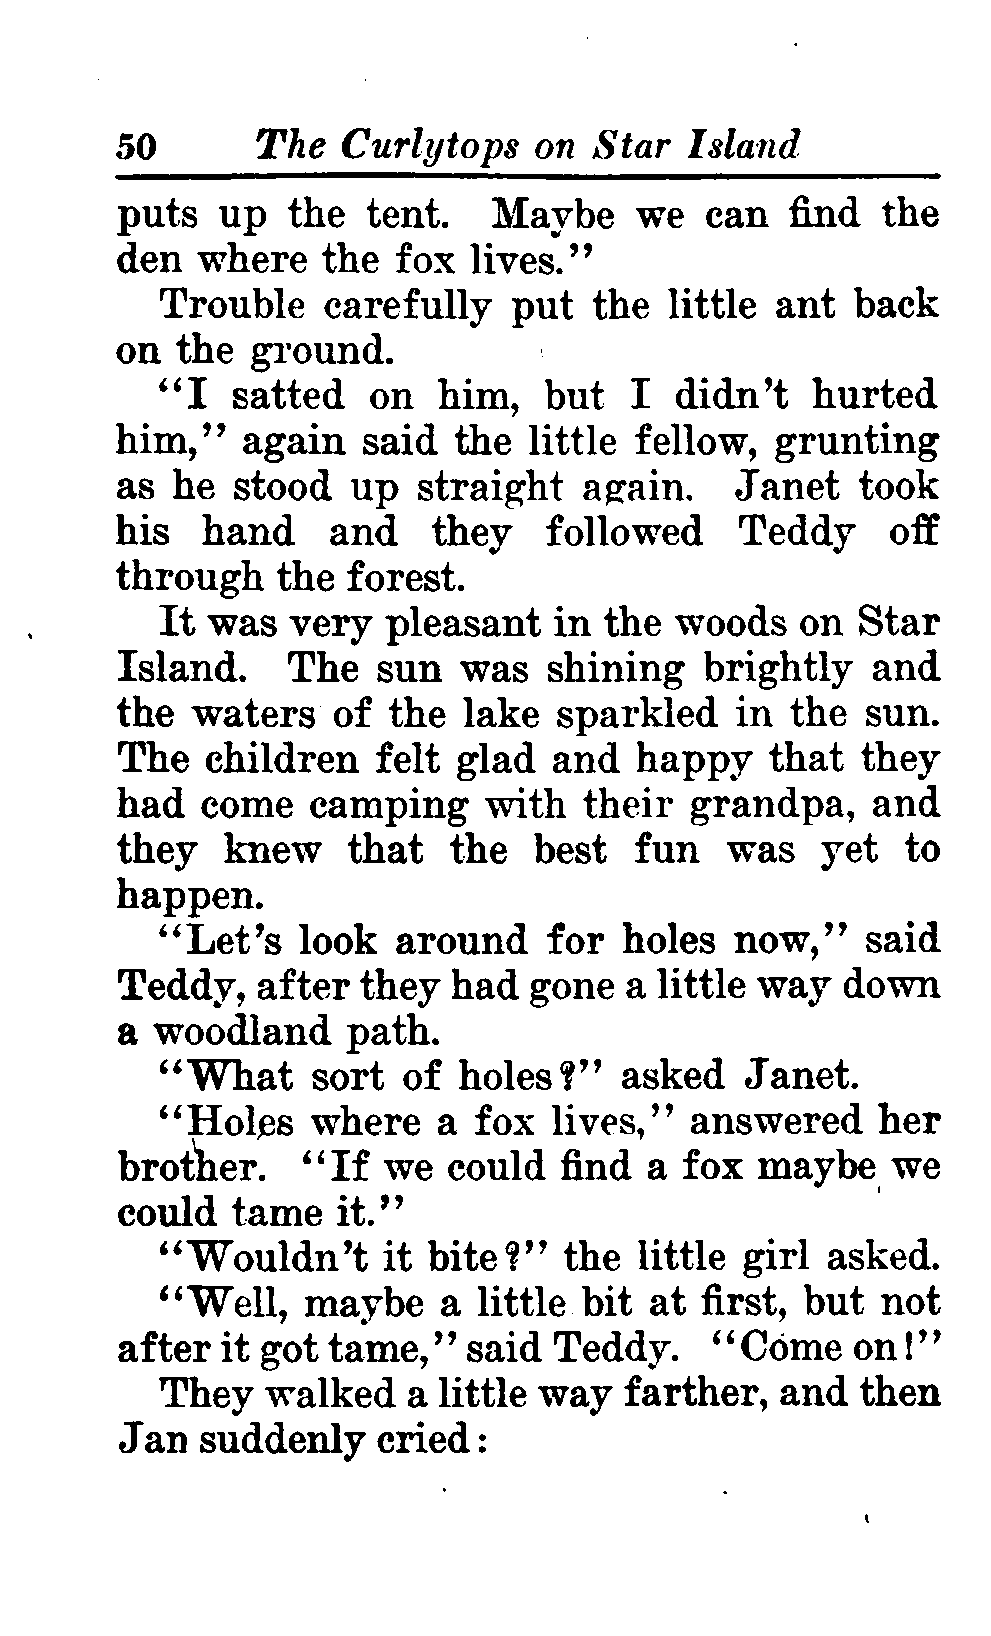 50 The Curlytops on Star Island
puts up the tent. Maybe we can find the
den where the fox lives."
Trouble carefully put the little ant back
on the ground.
"I satted on him, but I didn't hurted
him," again said the little fellow, grunting
as he stood up straight again. Janet took
his hand and they followed Teddy off
through the forest.
It was very pleasant in the woods on Star
Island. The sun was shining brightly and
the waters of the lake sparkled in the sun.
The children felt glad and happy that they
had come camping with their grandpa, and
they knew that the best fun was yet to
happen.
"Let's look around for holes now," said
Teddy, after they had gone a little way down
a woodland path.
"What sort of holes?" asked Janet.
"Holes where a fox lives," answered her
brother. "If we could find a fox maybe we
could tame it."
"Wouldn't it bite?" the little girl asked.
"Well, maybe a little bit at first, but not
after it got tame," said Teddy. "Come on!"
They walked a little way farther, and then
Jan suddenly cried: